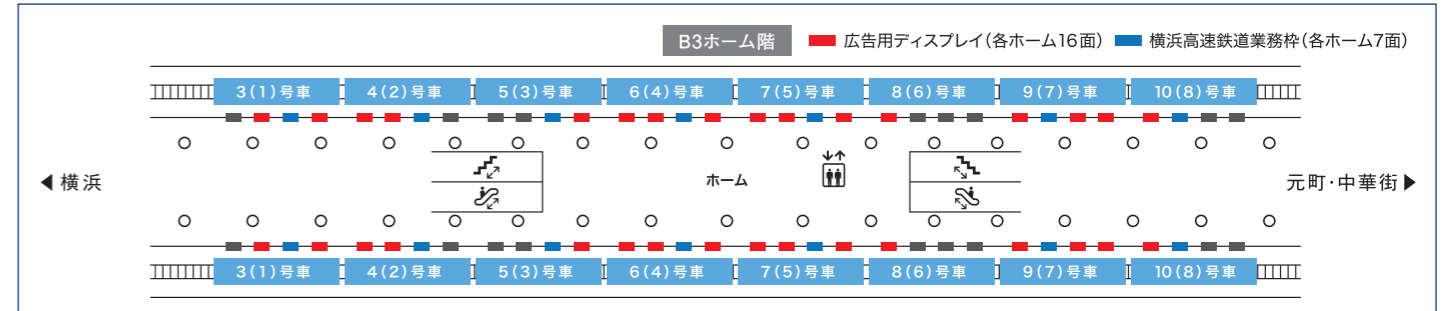 B3ホーム階 広告用ディスプレイ(各ホーム16面) 横浜高速鉄道業務枠(各ホーム7面)
3(1)号車 4(2)号車 5(3)号車 6(4)号車 7(5)号車 8(6)号車 9(7)号車 10(8)号車
◀横浜 ホーム 元町・中華街▶
3(1)号車 4(2)号車 5(3)号車 6(4)号車 7(5)号車 8(6)号車 9(7)号車 10(8)号車